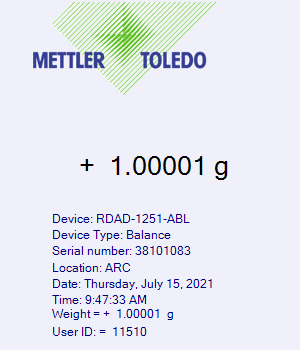 METTLER TOLEDO
+ 1.00001 g
Device: RDAD-1251-ABL
Device Type: Balance
Serial number: 38101083
Location: ARC
Date: Thursday, July 15, 2021
Time: 9:47:33 AM
Weight = + 1.00001 g
User ID: = 11510